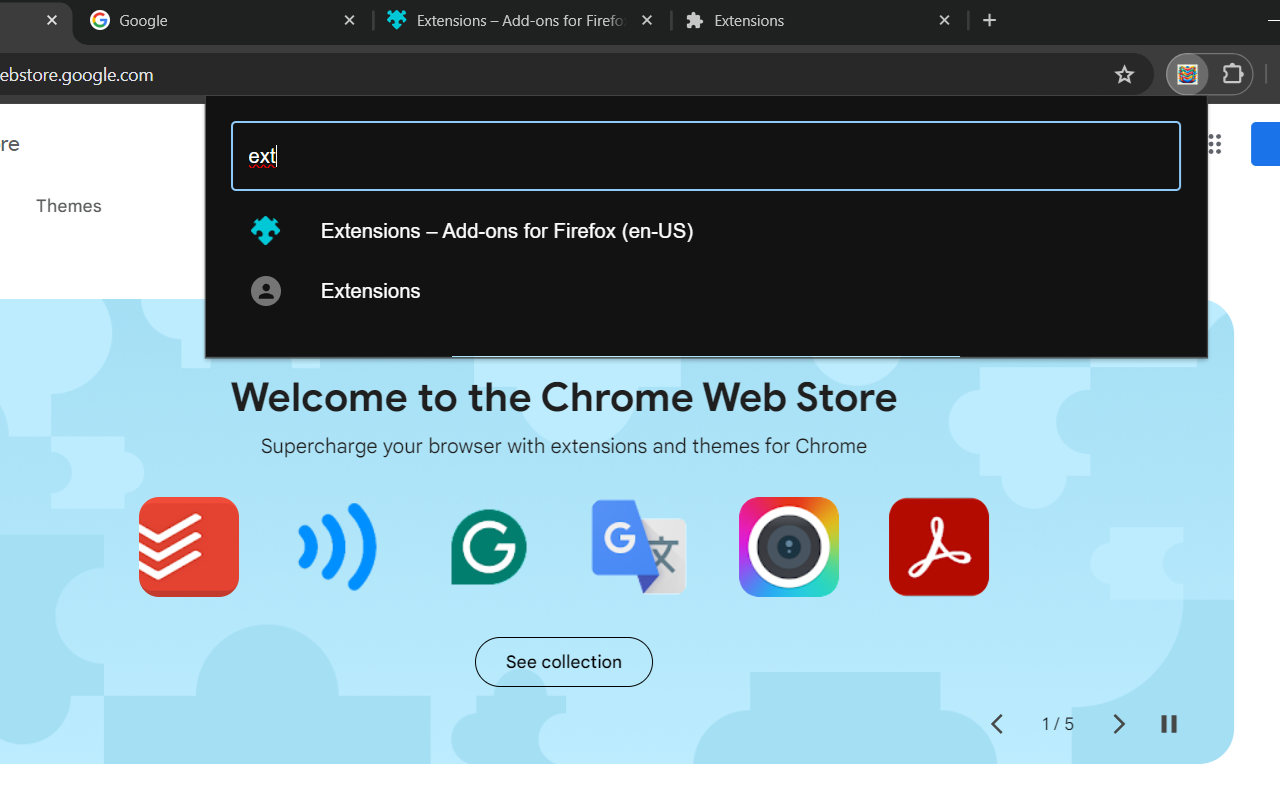 Google
Extensions – Add-ons for Firefo
Extensions
ebstore.google.com
re
Themes
ext
Extensions – Add-ons for Firefox (en-US)
Extensions
Welcome to the Chrome Web Store
Supercharge your browser with extensions and themes for Chrome
See collection
1 / 5